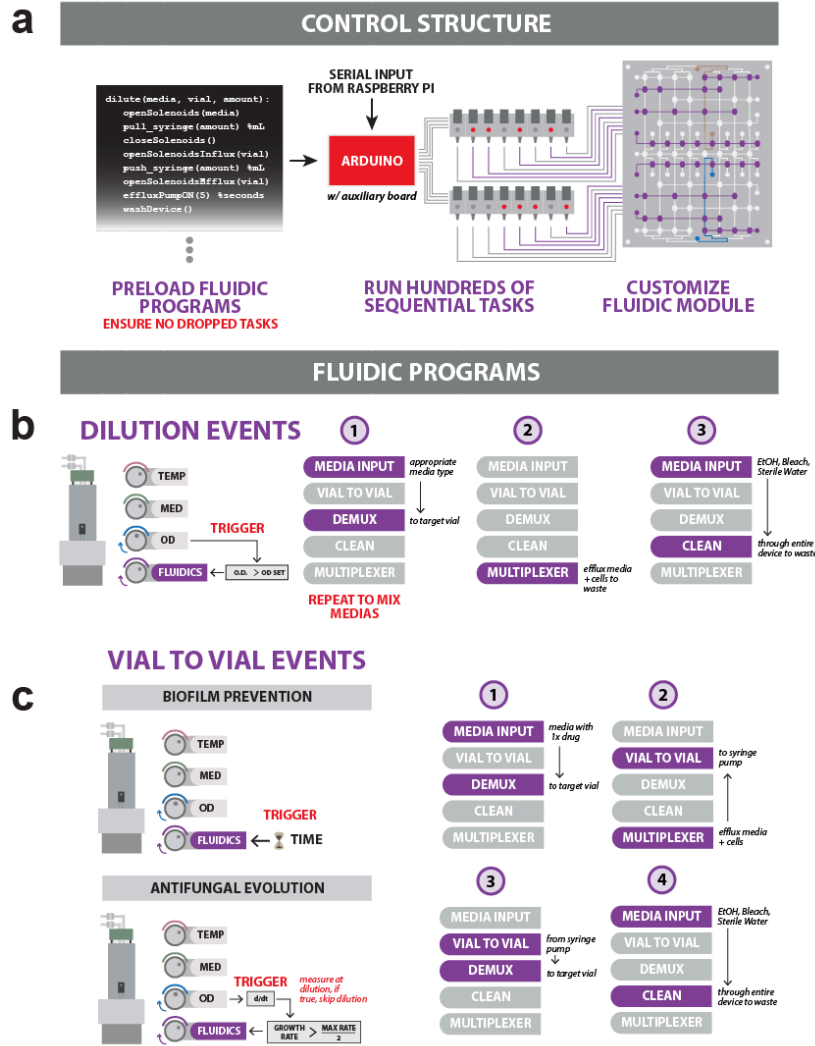 a
CONTROL STRUCTURE
SERIAL INPUT
FROM RASPBERRY PI
dilute(media, vial, amount):
openSolenoids(media)
pull_syringe(amount) %mL
closeSolenoids()
openSolenoidsInflux(vial)
push_syringe(amount) %mL
openSolenoidsMfflux(vial)
effluxPumpON(5) %seconds
washDevice()
ARDUINO
w/ auxiliary board
PRELOAD FLUIDIC
PROGRAMS
ENSURE NO DROPPED TASKS
RUN HUNDREDS OF
SEQUENTIAL TASKS
CUSTOMIZE
FLUIDIC MODULE
FLUIDIC PROGRAMS
b
DILUTION EVENTS
TEMP
MED
OD
TRIGGER
FLUIDICS
O.D. > OD SET
1
MEDIA INPUT
VIAL TO VIAL
DEMUX
CLEAN
MULTIPLEXER
appropriate
media type
to target vial
REPEAT TO MIX
MEDIAS
2
MEDIA INPUT
VIAL TO VIAL
DEMUX
CLEAN
MULTIPLEXER
efflux media
+ cells to
waste
3
MEDIA INPUT
VIAL TO VIAL
DEMUX
CLEAN
MULTIPLEXER
EtOH, Bleach,
Sterile Water
through entire
device to waste
VIAL TO VIAL EVENTS
c
BIOFILM PREVENTION
TEMP
MED
OD
TRIGGER
FLUIDICS
TIME
1
MEDIA INPUT
VIAL TO VIAL
DEMUX
CLEAN
MULTIPLEXER
media with
1x drug
to target vial
2
MEDIA INPUT
VIAL TO VIAL
DEMUX
CLEAN
MULTIPLEXER
to syringe
pump
efflux media
+ cells
ANTIFUNGAL EVOLUTION
TEMP
MED
OD
TRIGGER
d/dt
measure at
dilution, if
true, skip dilution
FLUIDICS
GROWTH
RATE
>
MAX RATE
2
3
MEDIA INPUT
VIAL TO VIAL
DEMUX
CLEAN
MULTIPLEXER
from syringe
pump
to target vial
4
MEDIA INPUT
VIAL TO VIAL
DEMUX
CLEAN
MULTIPLEXER
EtOH, Bleach,
Sterile Water
through entire
device to waste